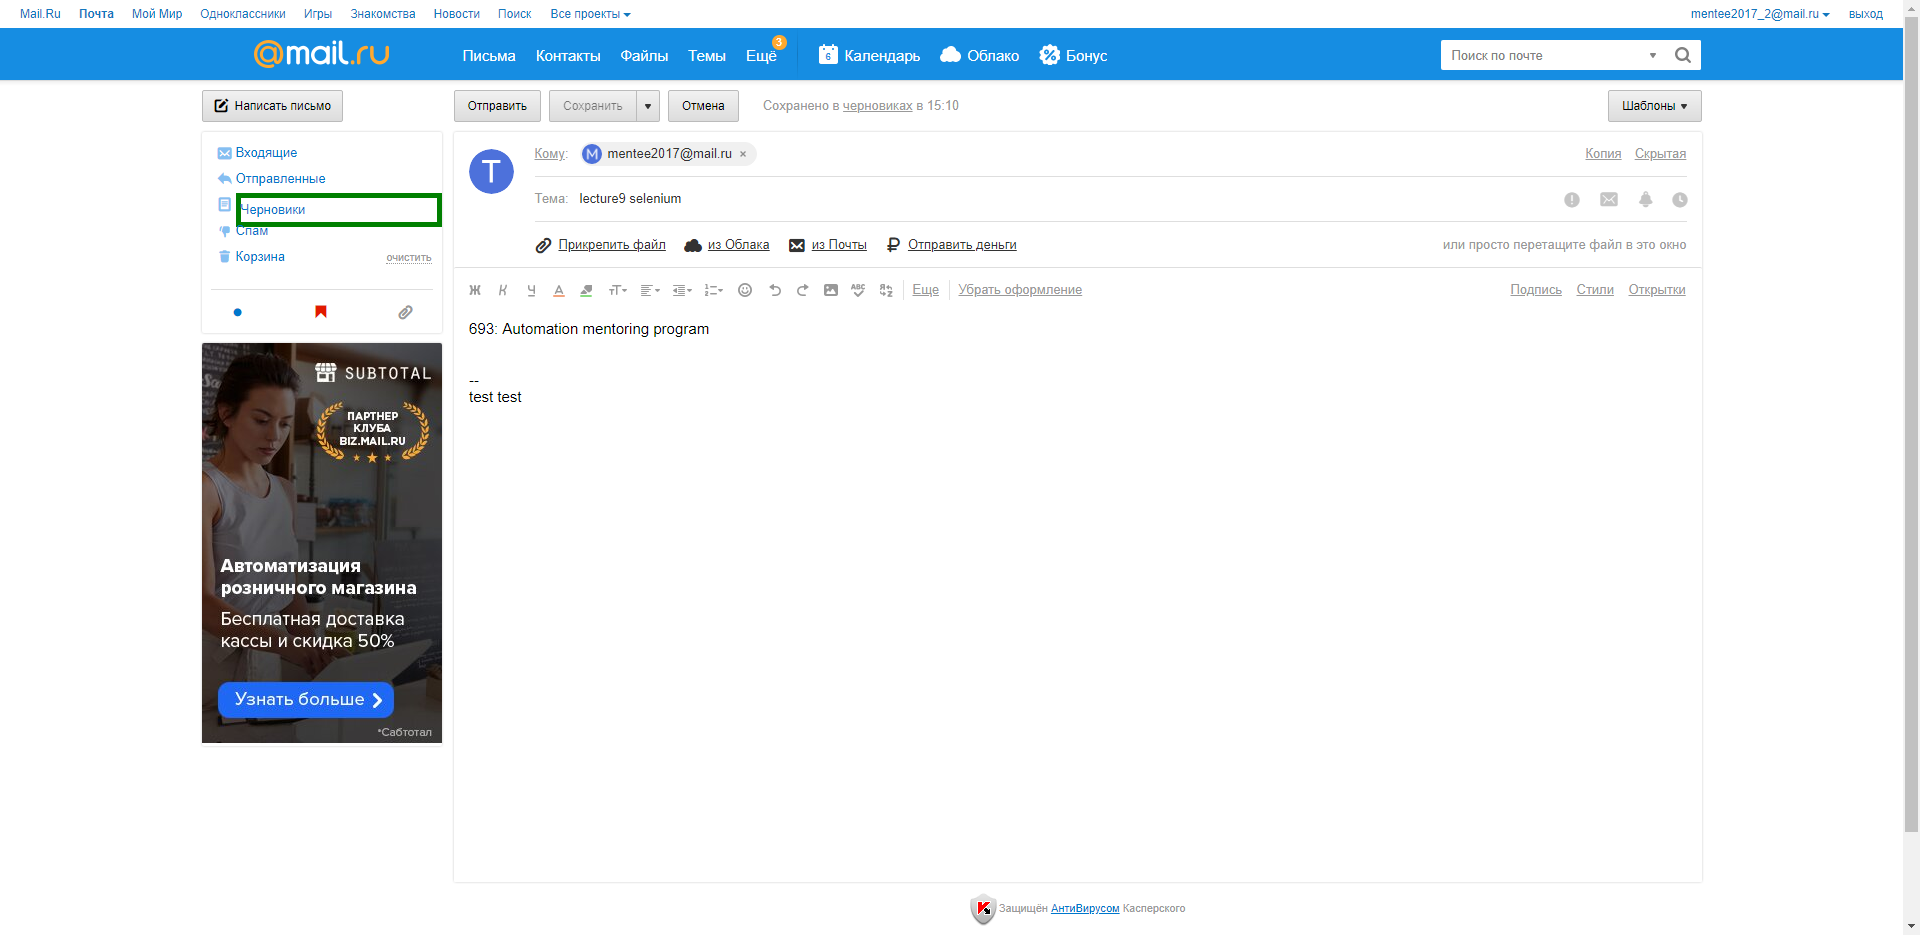 Mail.Ru Почта Мой Мир Одноклассники Игры Знакомства Новости Поиск Все проекты mentee2017_2@mail.ru выход
@mail.ru Письма Контакты Файлы Темы Ещё 3 6 Календарь Облако Бонус Поиск по почте
Написать письмо Отправить Сохранить Отмена Сохранено в черновиках в 15:10 Шаблоны
Входящие
Отправленные
Черновики
Спам
Корзина очистить
T Кому: M mentee2017@mail.ru × Копия Скрытая
Тема: lecture9 selenium
Прикрепить файл из Облака из Почты Отправить деньги или просто перетащите файл в это окно
Ж К Ч А тТ ABC Еще Убрать оформление Подпись Стили Открытки
693: Automation mentoring program
--
test test
SUBTOTAL
ПАРТНЕР
КЛУБА
BIZ.MAIL.RU
Автоматизация
розничного магазина
Бесплатная доставка
кассы и скидка 50%
Узнать больше
*Сабтотал
Защищён АнтиВирусом Касперского